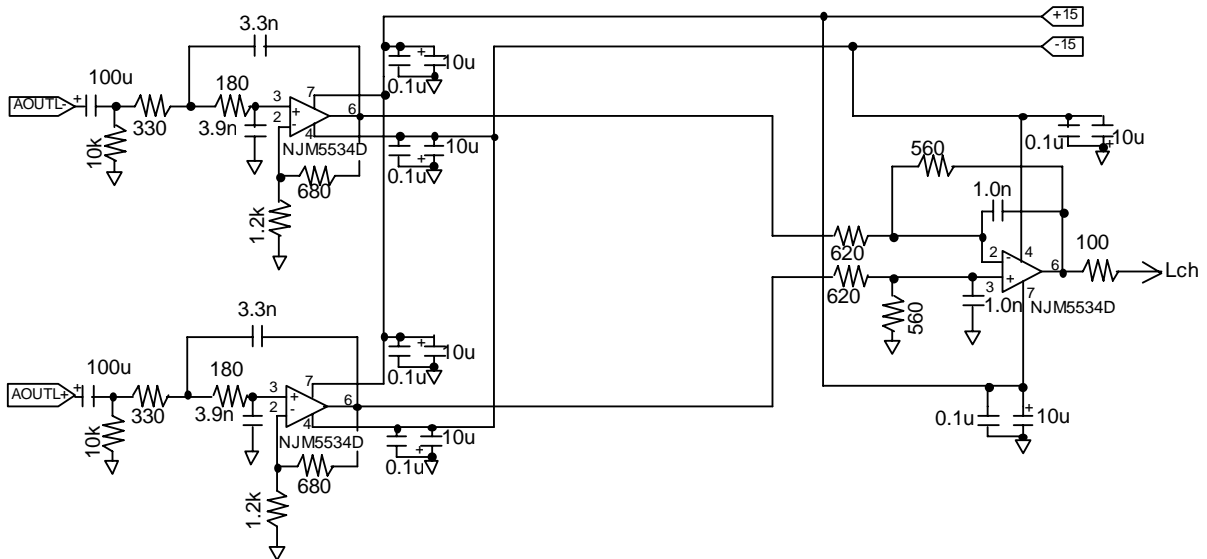 +15
-15
3.3n
100u
180
AOUTL-
+
330
10k
3.9n
3
+
2
-
7
4
6
NJM5534D
680
1.2k
+
10u
0.1u
10u
+
0.1u
0.1u
10u
+
560
1.0n
620
620
2
-
4
6
+
3
7
100
Lch
1.0n
NJM5534D
560
+
0.1u
10u
3.3n
100u
180
AOUTL+
+
330
10k
3.9n
3
+
2
-
7
4
6
NJM5534D
680
1.2k
+
10u
0.1u
10u
+
0.1u